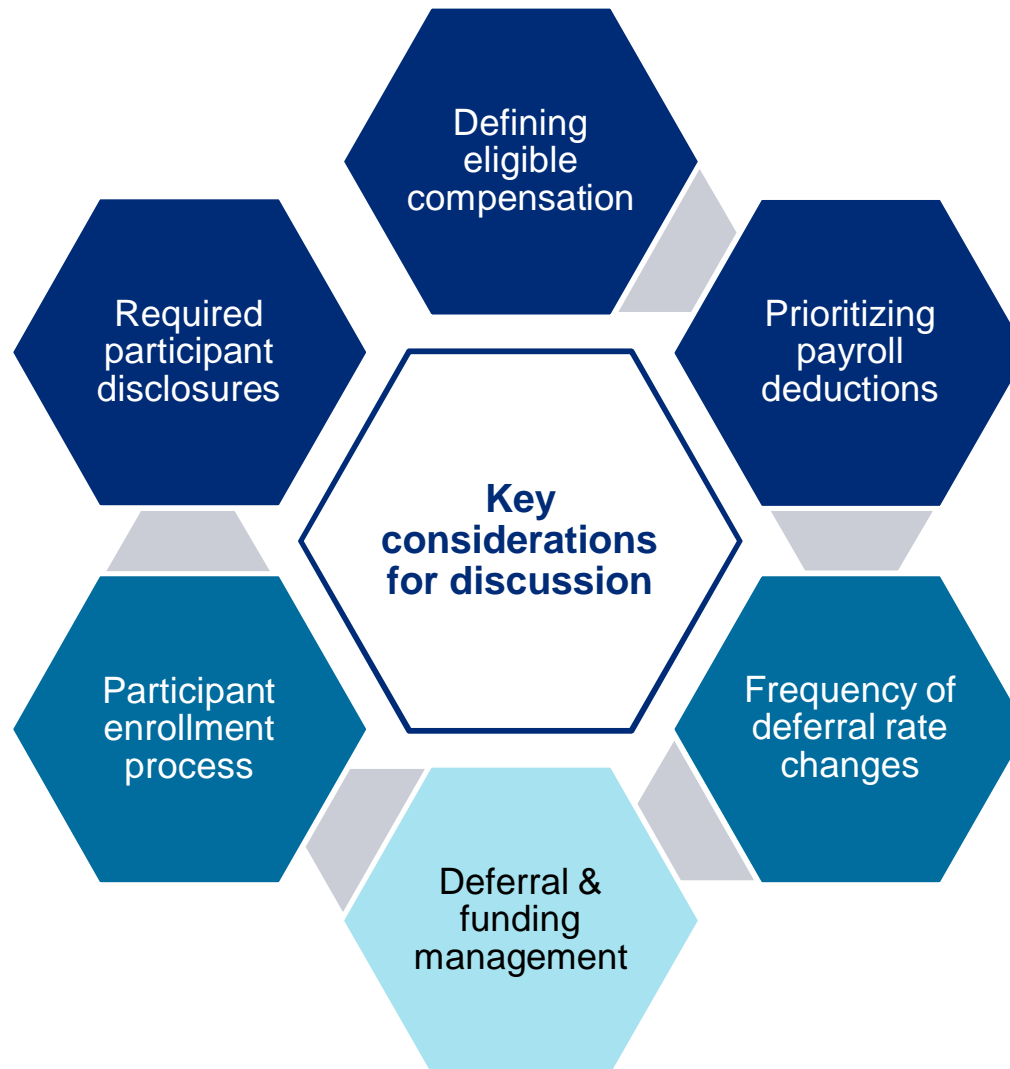 Defining
eligible
compensation
Prioritizing
payroll
deductions
Frequency of
deferral rate
changes
Deferral &
funding
management
Participant
enrollment
process
Required
participant
disclosures
Key
considerations
for discussion